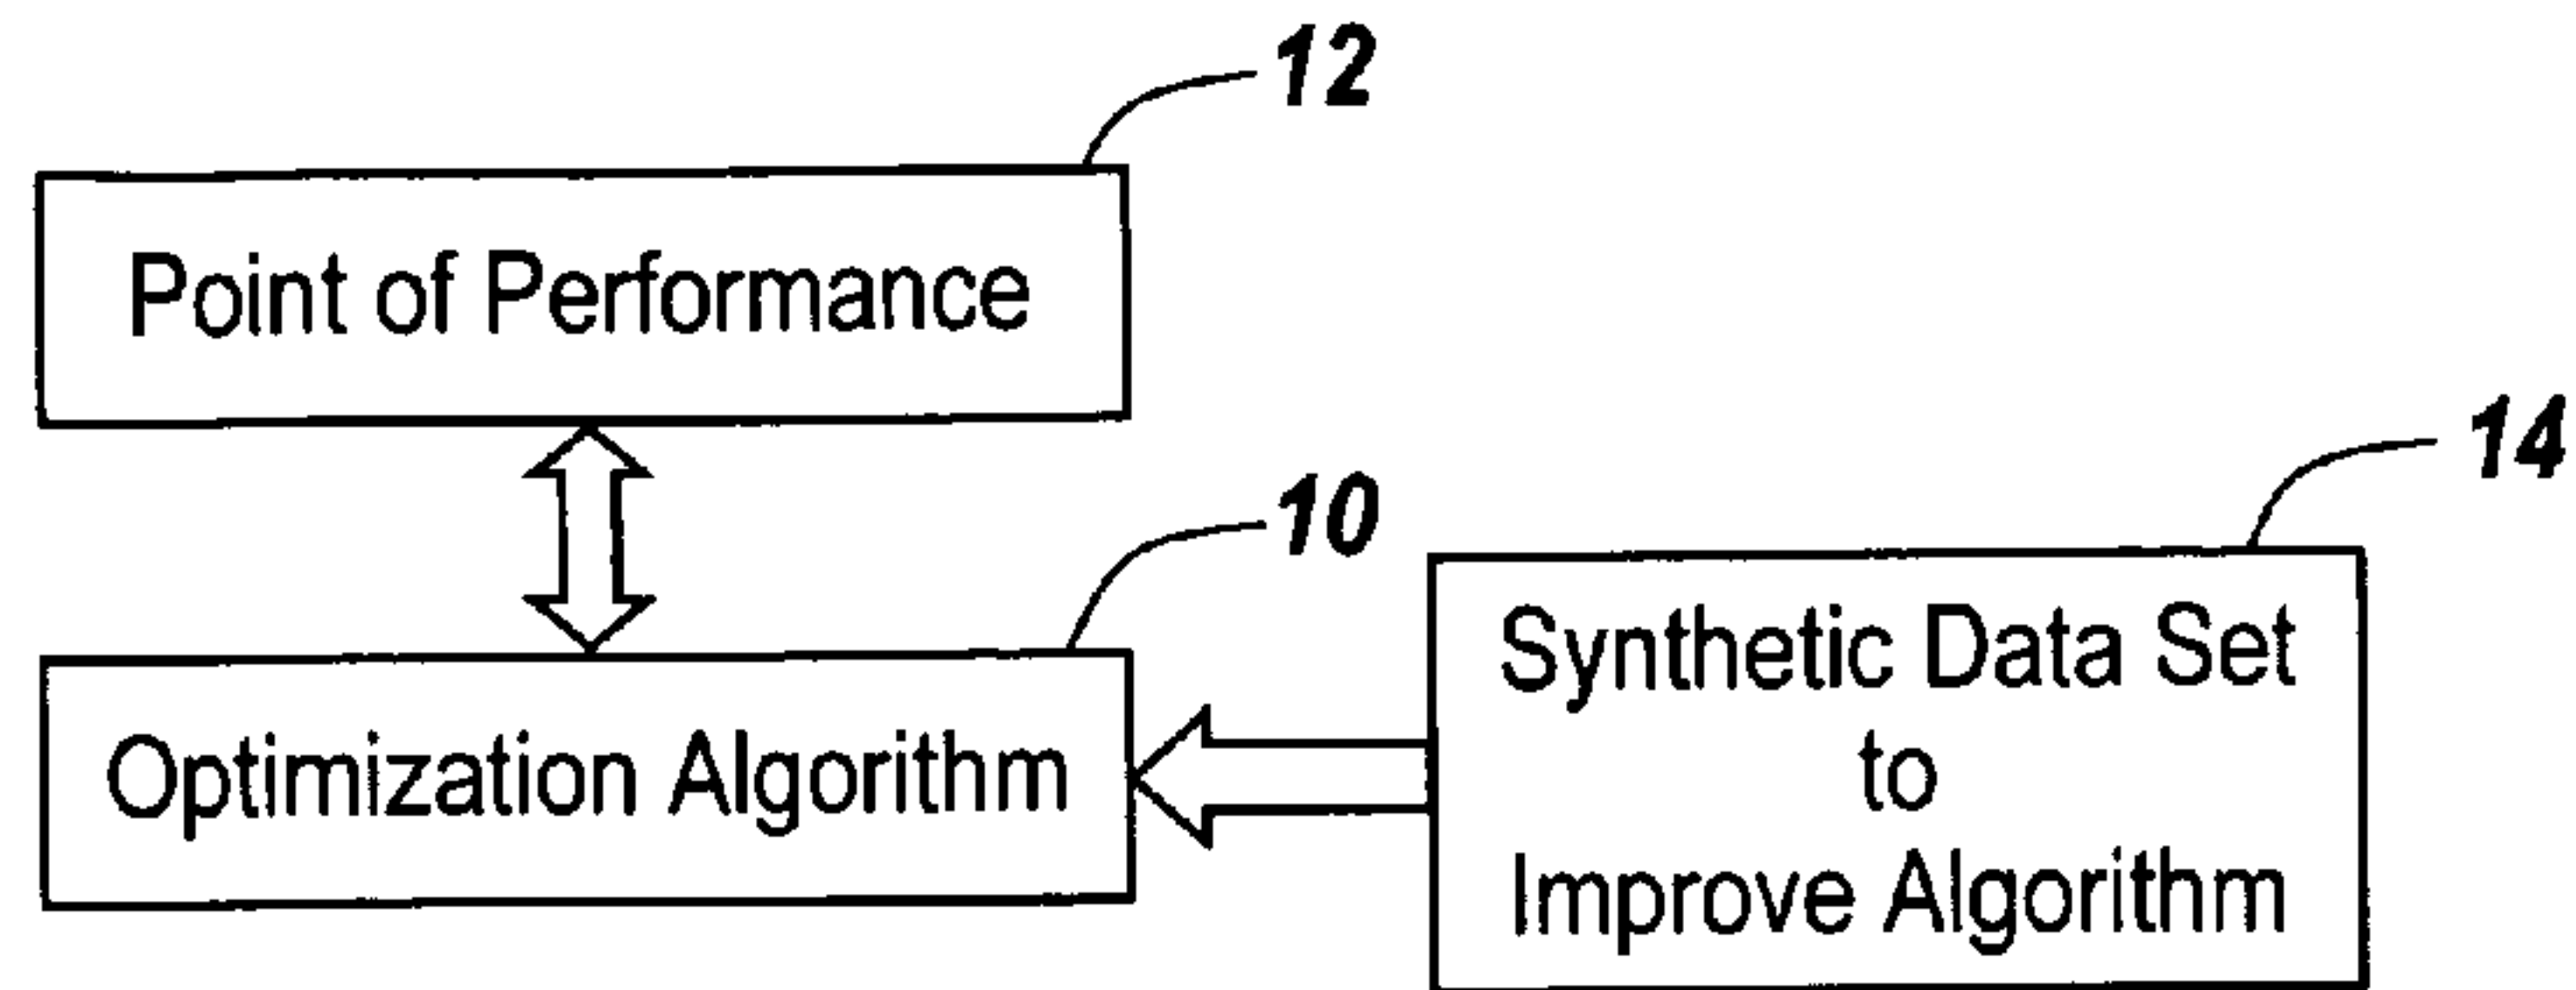 12
Point of Performance
10
14
Optimization Algorithm
Synthetic Data Set
to
Improve Algorithm